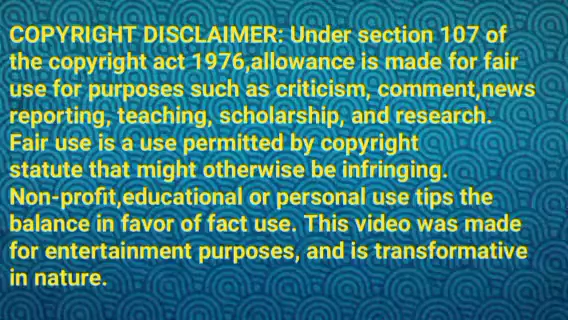 COPYRIGHT DISCLAIMER: Under section 107 of
the copyright act 1976,allowance is made for fair
use for purposes such as criticism, comment,news
reporting, teaching, scholarship, and research.
Fair use is a use permitted by copyright
statute that might otherwise be infringing.
Non-profit,educational or personal use tips the
balance in favor of fact use. This video was made
for entertainment purposes, and is transformative
in nature.